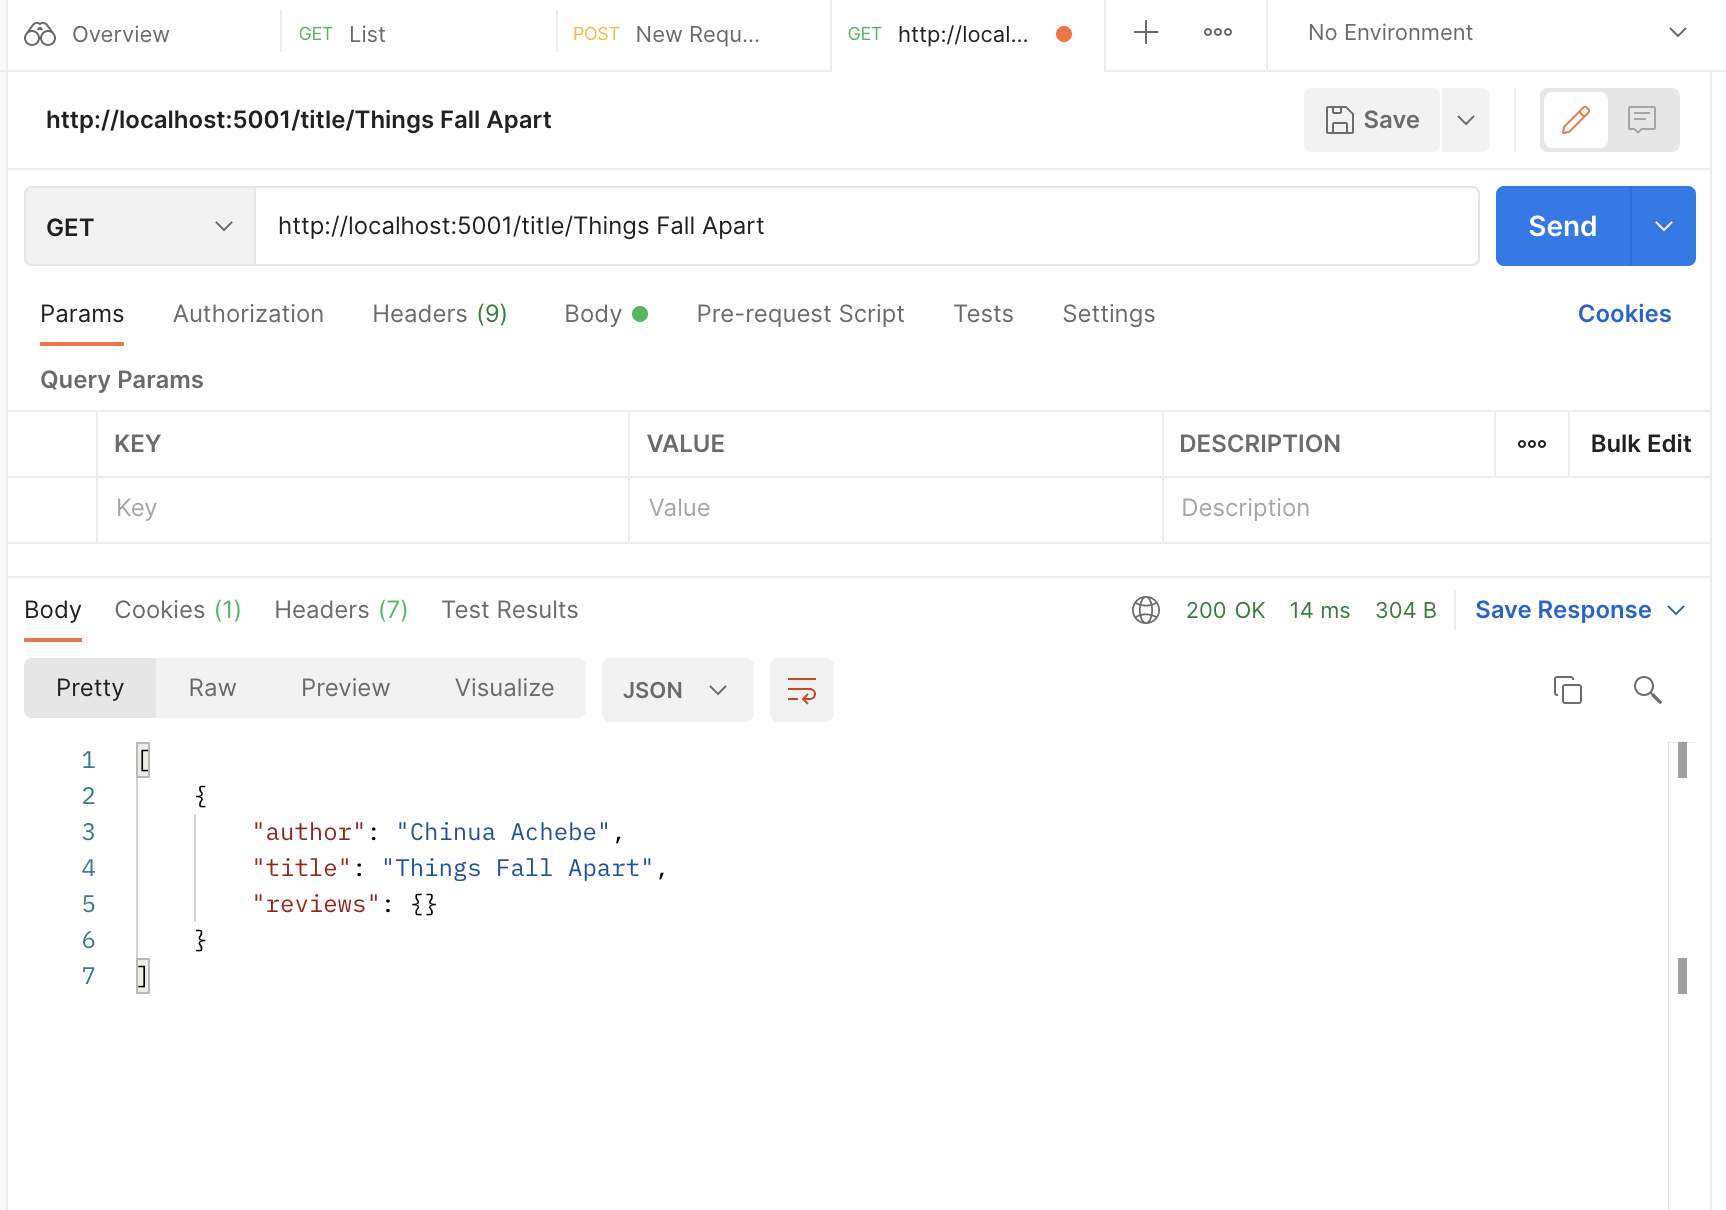 Overview GET List POST New Requ... GET http://local... No Environment
http://localhost:5001/title/Things Fall Apart Save
GET http://localhost:5001/title/Things Fall Apart Send
Params Authorization Headers (9) Body Pre-request Script Tests Settings Cookies
Query Params
KEY VALUE DESCRIPTION Bulk Edit
Key Value Description
Body Cookies (1) Headers (7) Test Results 200 OK 14 ms 304 B Save Response
Pretty Raw Preview Visualize JSON
1 [
2 {
3 "author": "Chinua Achebe",
4 "title": "Things Fall Apart",
5 "reviews": {}
6 }
7 ]